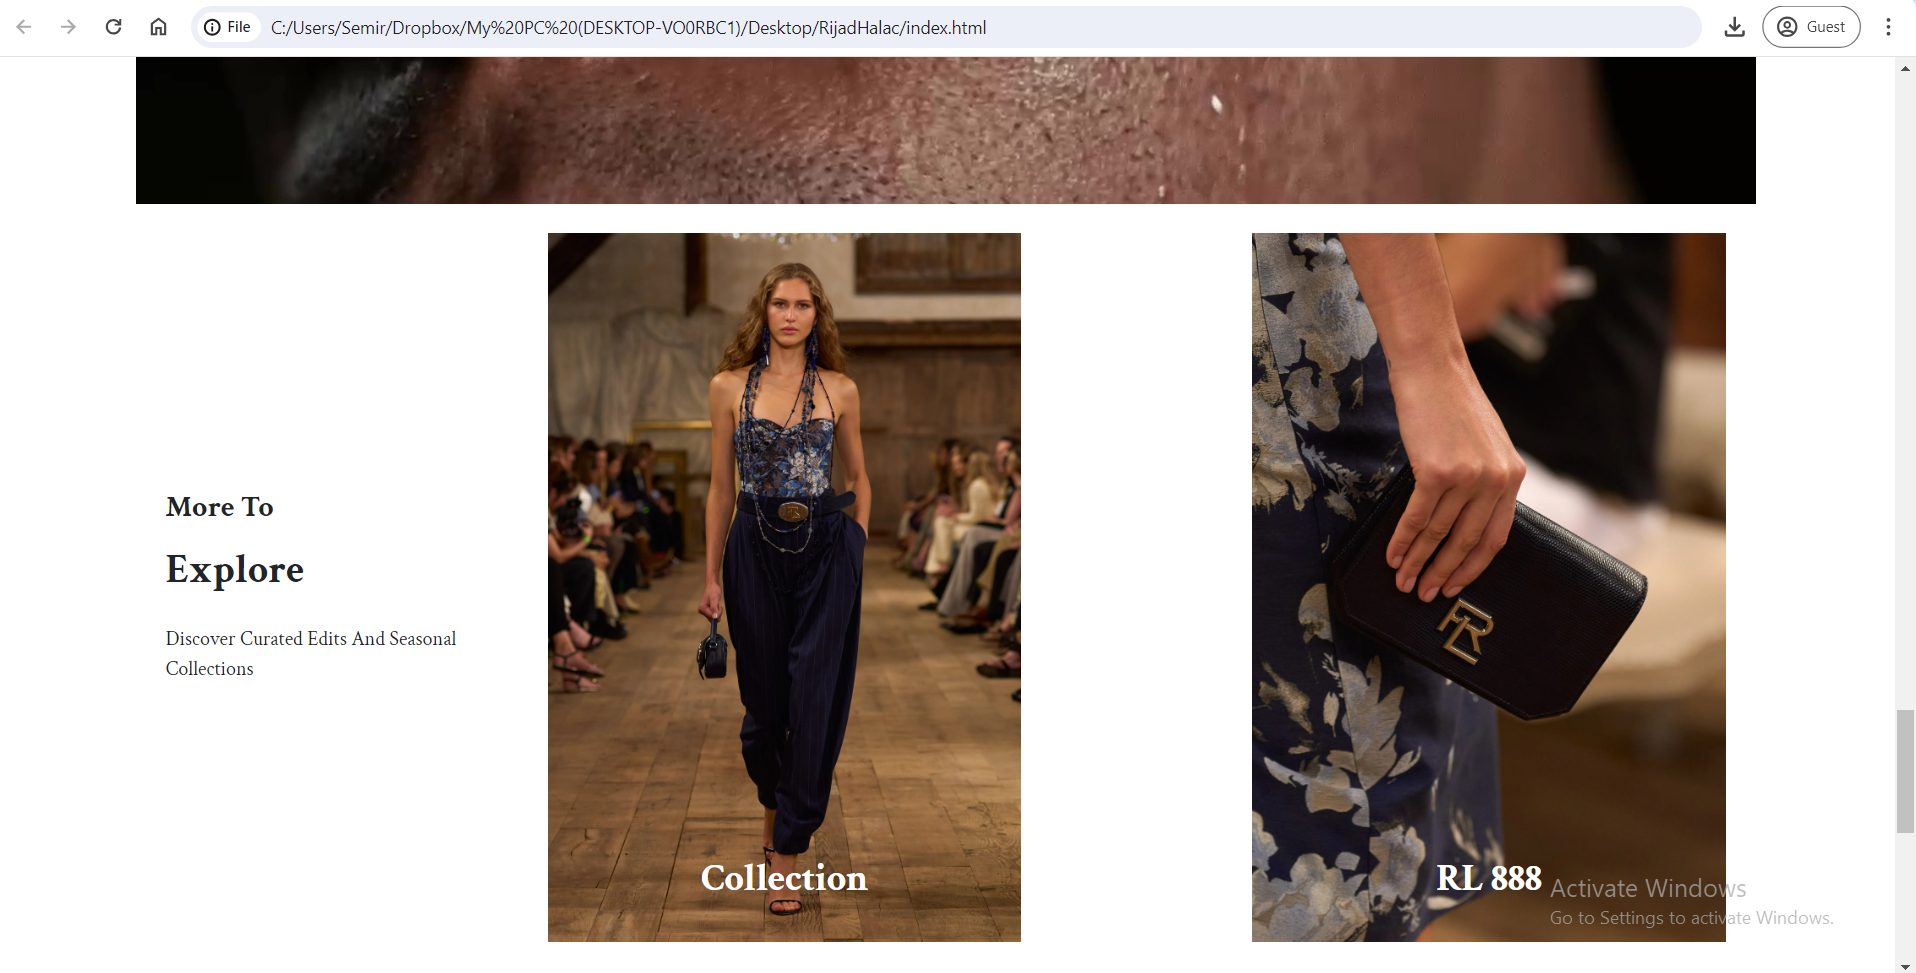 File
C:/Users/Semir/Dropbox/My%20PC%20(DESKTOP-VO0RBC1)/Desktop/RijadHalac/index.html
Guest
More To
Explore
Discover Curated Edits And Seasonal
Collections
Collection
RL
RL 888
Activate Windows
Go to Settings to activate Windows.